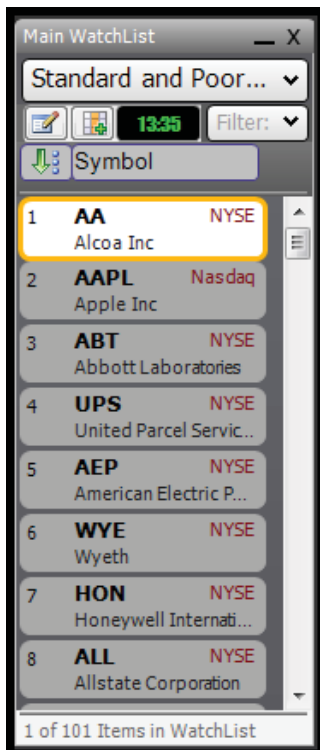 Main WatchList
Standard and Poor...
13:35 Filter:
Symbol
1 AA NYSE
Alcoa Inc
2 AAPL Nasdaq
Apple Inc
3 ABT NYSE
Abbott Laboratories
4 UPS NYSE
United Parcel Servic...
5 AEP NYSE
American Electric P...
6 WYE NYSE
Wyeth
7 HON NYSE
Honeywell Internati...
8 ALL NYSE
Allstate Corporation
1 of 101 Items in WatchList